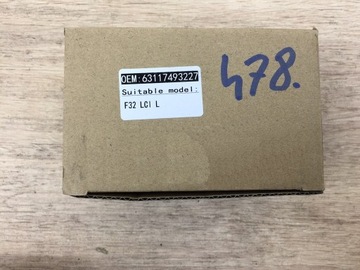 OEM:63117493227
Suitable model:
F32 LCI L
478.